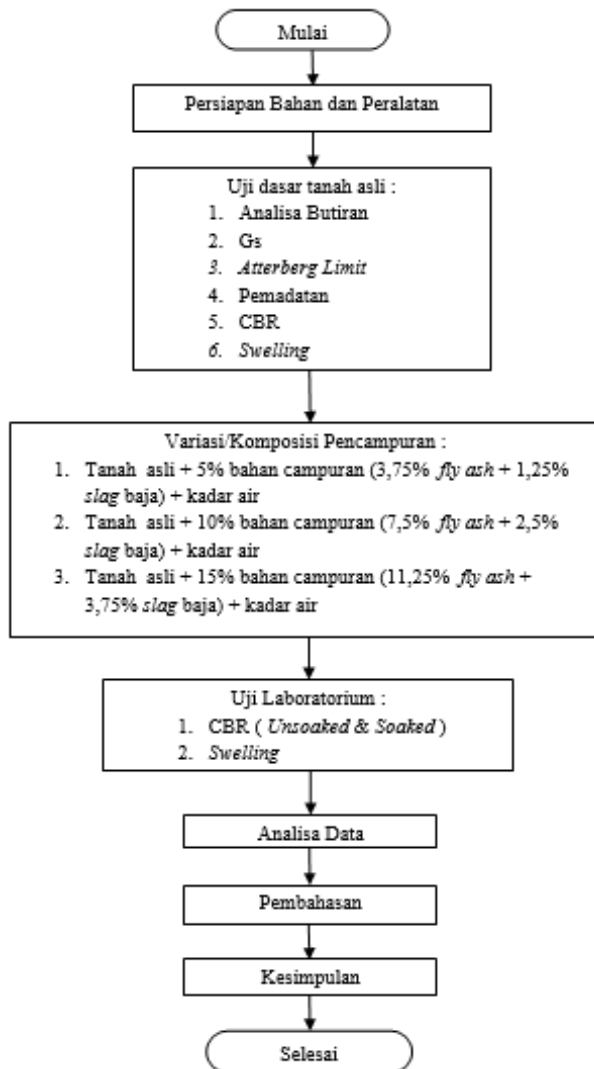 Mulai
Persiapan Bahan dan Peralatan
Uji dasar tanah asli :
1. Analisa Butiran
2. Gs
3. Atterberg Limit
4. Pemadatan
5. CBR
6. Swelling
Variasi/Komposisi Pencampuran :
1. Tanah asli + 5% bahan campuran (3,75% fly ash + 1,25%
slag baja) + kadar air
2. Tanah asli + 10% bahan campuran (7,5% fly ash + 2,5%
slag baja) + kadar air
3. Tanah asli + 15% bahan campuran (11,25% fly ash +
3,75% slag baja) + kadar air
Uji Laboratorium :
1. CBR ( Unsoaked & Soaked )
2. Swelling
Analisa Data
Pembahasan
Kesimpulan
Selesai